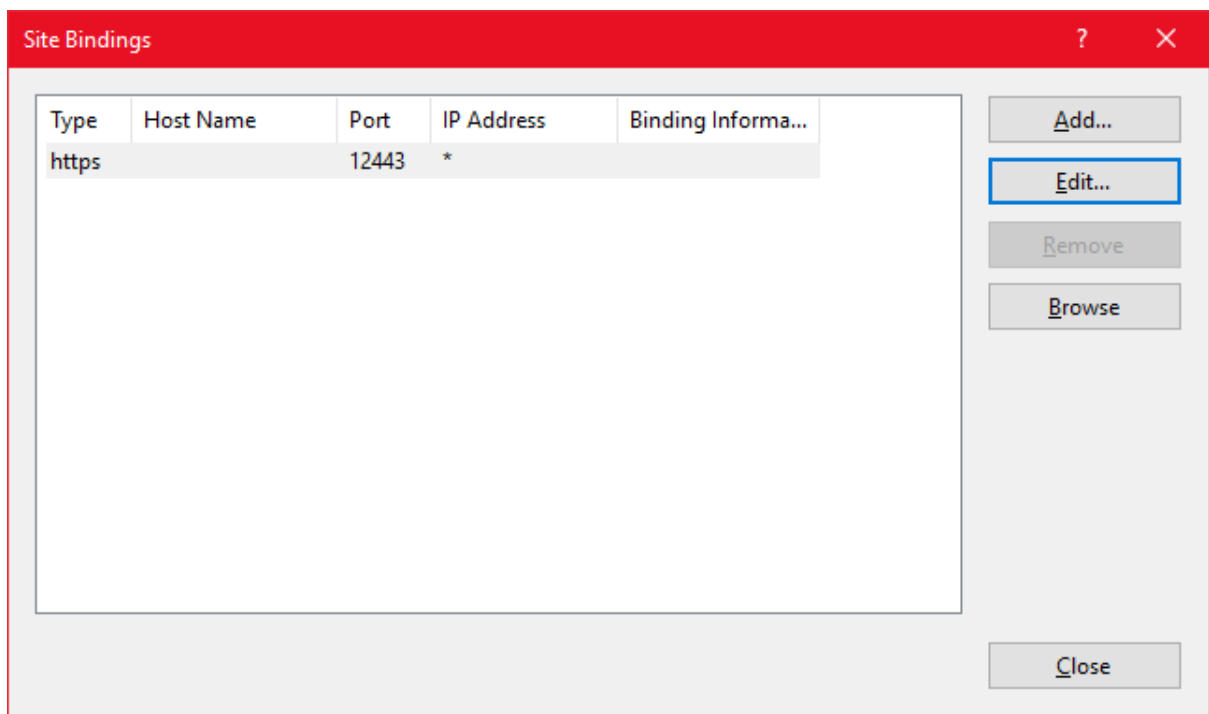 Site Bindings ?
Type Host Name Port IP Address Binding Informa...
https 12443 *
Add...
Edit...
Remove
Browse
Close